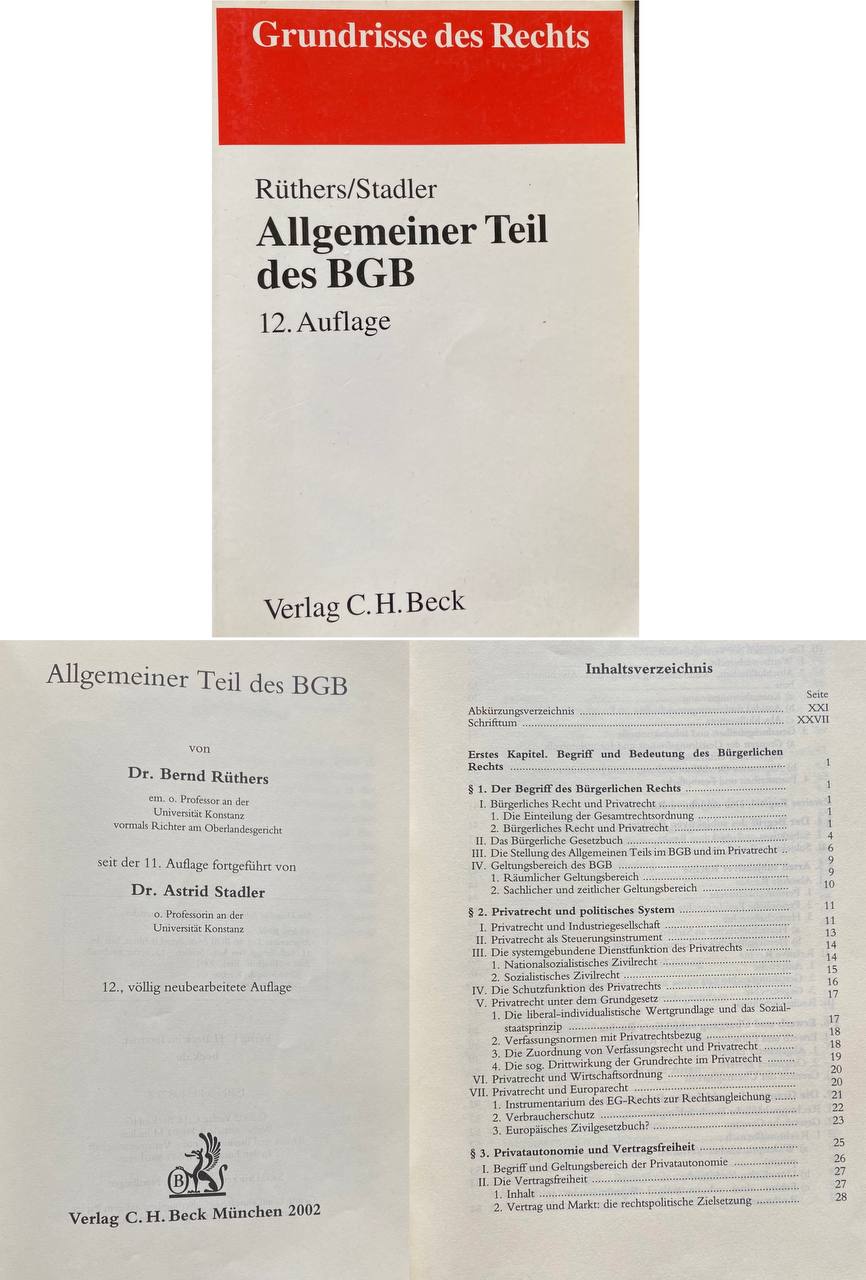 Grundrisse des Rechts
Rüthers/Stadler
Allgemeiner Teil
des BGB
12. Auflage
Verlag C.H.Beck
Allgemeiner Teil des BGB
von
Dr. Bernd Rüthers
em. o. Professor an der
Universität Konstanz
vormals Richter am Oberlandesgericht
seit der 11. Auflage fortgeführt von
Dr. Astrid Stadler
o. Professorin an der
Universität Konstanz
12., völlig neubearbeitete Auflage
B
Verlag C.H.Beck München 2002
Inhaltsverzeichnis
Seite
Abkürzungsverzeichnis ........ XXI
Schrifttum ........ XXVII
Erstes Kapitel. Begriff und Bedeutung des Bürgerlichen
Rechts ........ 1
§ 1. Der Begriff des Bürgerlichen Rechts ........ 1
I. Bürgerliches Recht und Privatrecht ........ 1
1. Die Einteilung der Gesamtrechtsordnung ........ 1
2. Bürgerliches Recht und Privatrecht ........ 1
II. Das Bürgerliche Gesetzbuch ........ 4
III. Die Stellung des Allgemeinen Teils im BGB und im Privatrecht .. 6
IV. Geltungsbereich des BGB ........ 9
1. Räumlicher Geltungsbereich ........ 9
2. Sachlicher und zeitlicher Geltungsbereich ........ 10
§ 2. Privatrecht und politisches System ........ 11
I. Privatrecht und Industriegesellschaft ........ 11
II. Privatrecht als Steuerungsinstrument ........ 13
III. Die systemgebundene Dienstfunktion des Privatrechts ........ 14
1. Nationalsozialistisches Zivilrecht ........ 14
2. Sozialistisches Zivilrecht ........ 15
IV. Die Schutzfunktion des Privatrechts ........ 16
V. Privatrecht unter dem Grundgesetz ........ 17
1. Die liberal-individualistische Wertgrundlage und das Sozial-
staatsprinzip ........ 17
2. Verfassungsnormen mit Privatrechtsbezug ........ 18
3. Die Zuordnung von Verfassungsrecht und Privatrecht ........ 18
4. Die sog. Drittwirkung der Grundrechte im Privatrecht ........ 19
VI. Privatrecht und Wirtschaftsordnung ........ 20
VII. Privatrecht und Europarecht ........ 20
1. Instrumentarium des EG-Rechts zur Rechtsangleichung ...... 21
2. Verbraucherschutz ........ 22
3. Europäisches Zivilgesetzbuch? ........ 23
§ 3. Privatautonomie und Vertragsfreiheit ........ 25
I. Begriff und Geltungsbereich der Privatautonomie ........ 26
II. Die Vertragsfreiheit ........ 27
1. Inhalt ........ 27
2. Vertrag und Markt: die rechtspolitische Zielsetzung ........ 28